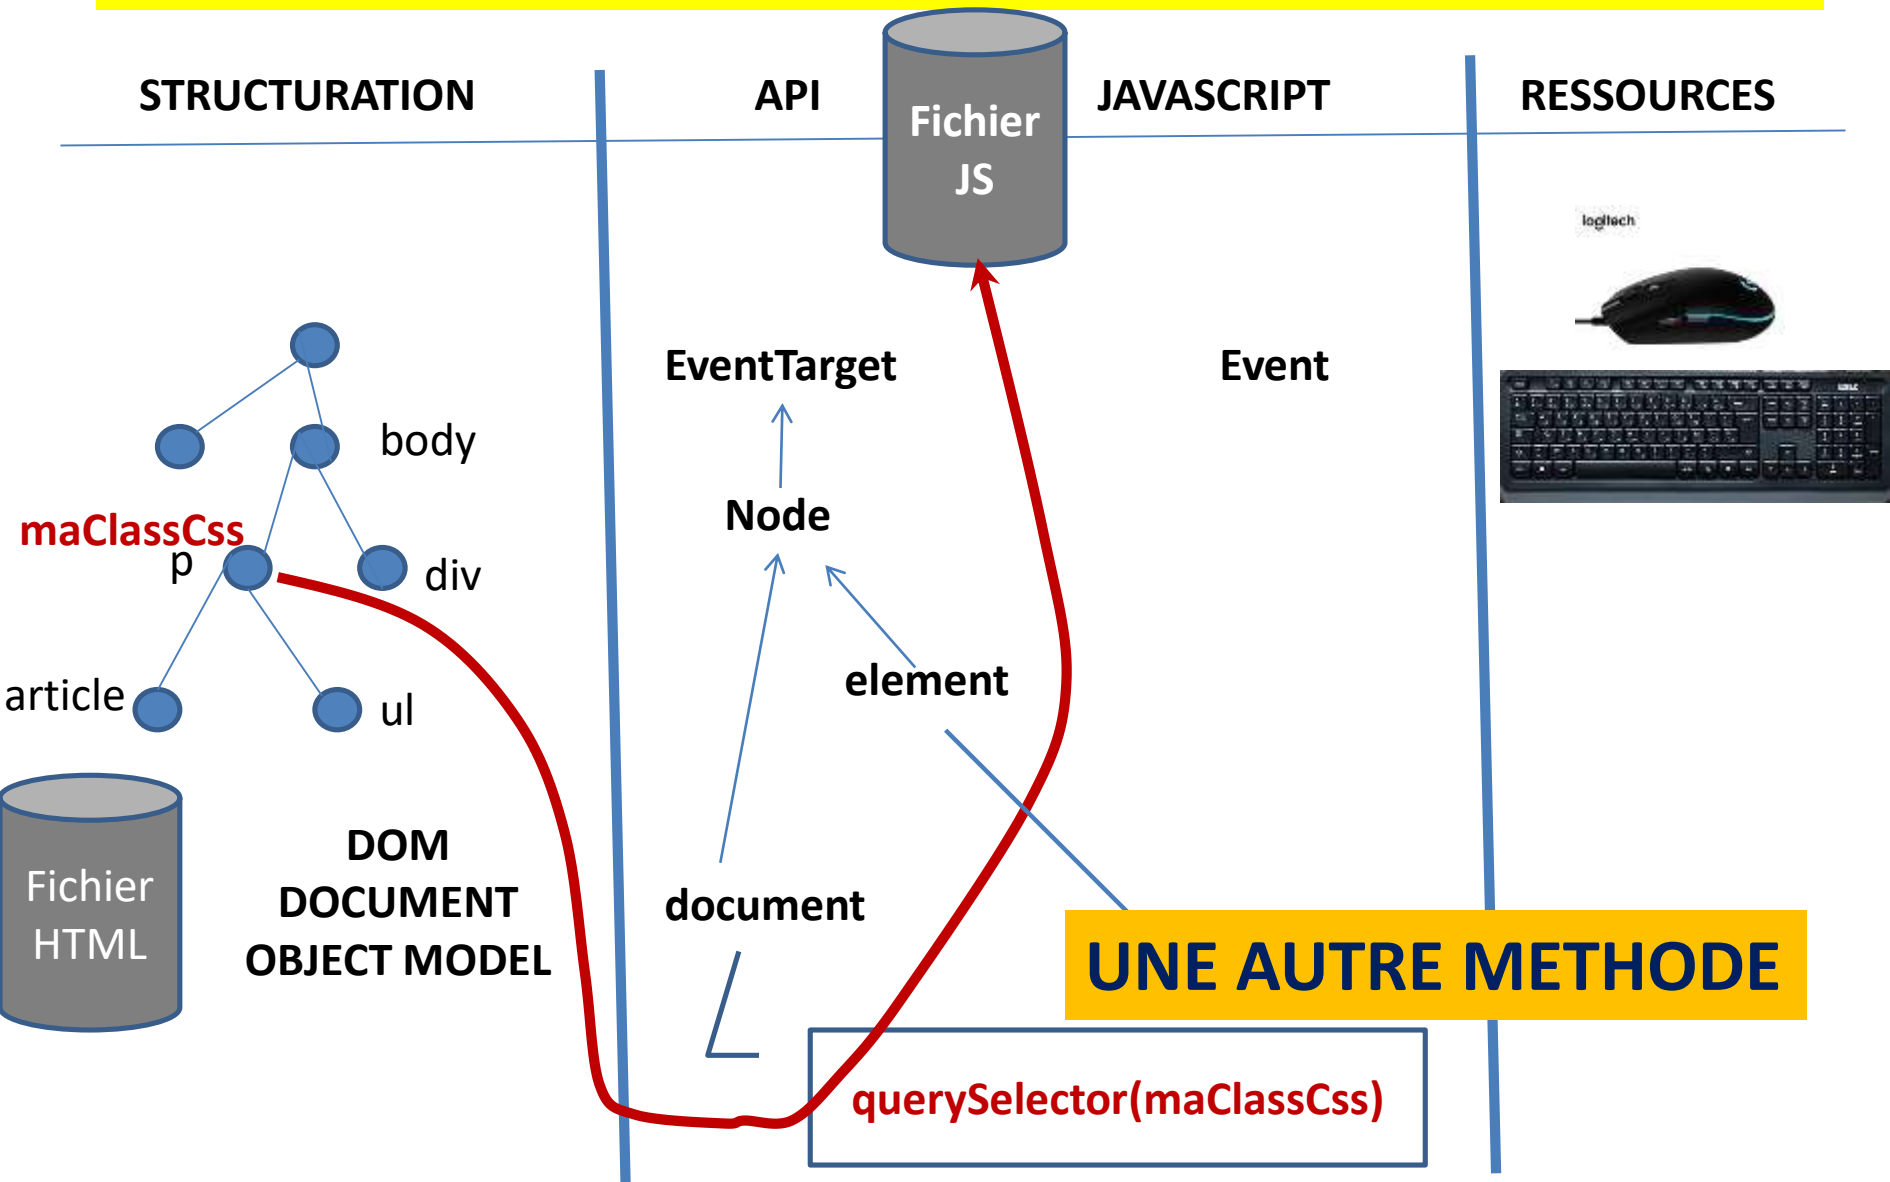 STRUCTURATION
API
Fichier
JS
JAVASCRIPT
RESSOURCES
logitech
EventTarget
Event
body
maClassCss
p
Node
div
article
ul
element
Fichier
HTML
DOM
DOCUMENT
OBJECT MODEL
document
UNE AUTRE METHODE
querySelector(maClassCss)